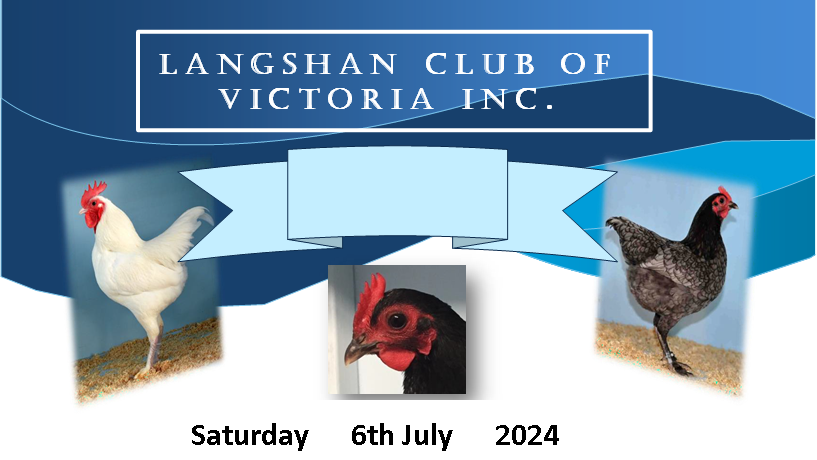 LANGSHAN CLUB OF
VICTORIA INC.
Saturday 6th July 2024